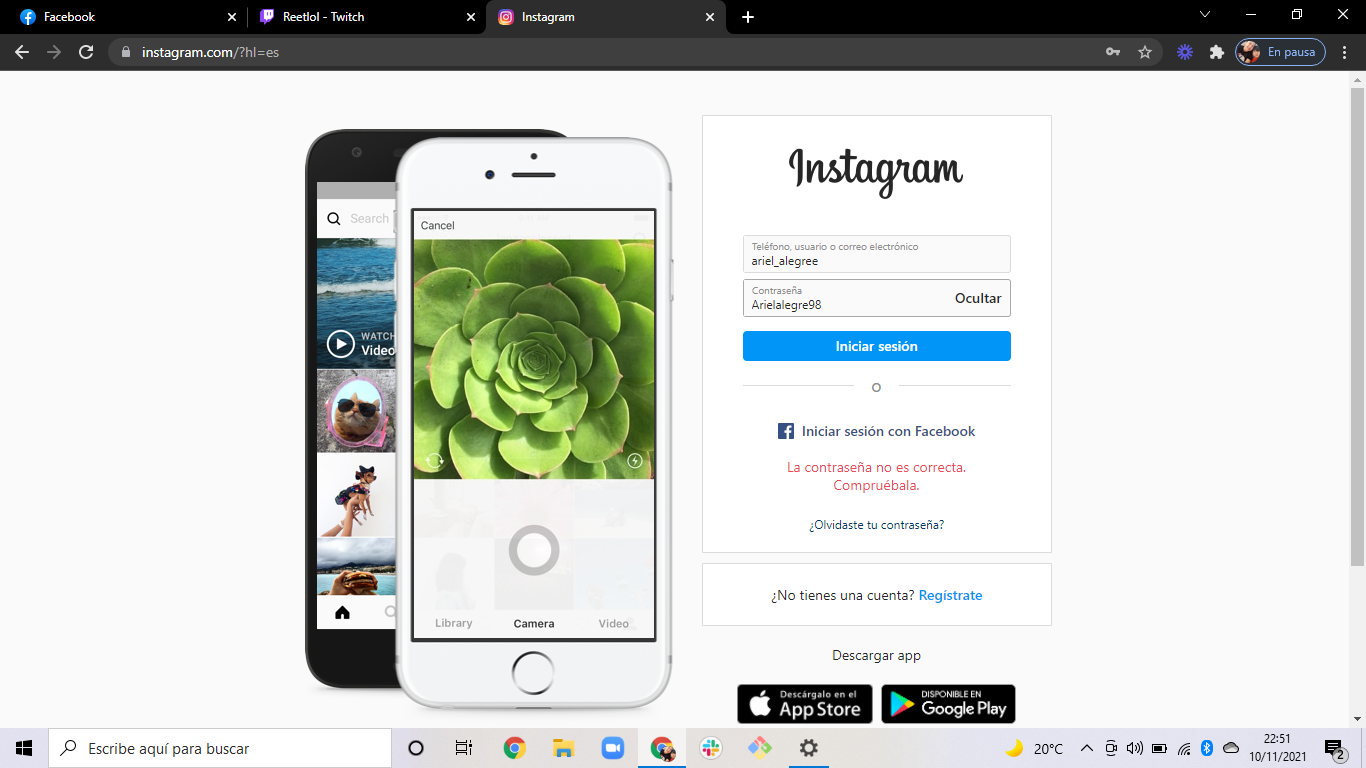 Facebook
Reetlol - Twitch
Instagram
instagram.com/?hl=es
En pausa
Search
WATCH
Video
Cancel
Library
Camera
Video
Instagram
Teléfono, usuario o correo electrónico
ariel_alegree
Contraseña
Arielalegre98
Ocultar
Iniciar sesión
O
Iniciar sesión con Facebook
La contraseña no es correcta.
Compruébala.
¿Olvidaste tu contraseña?
¿No tienes una cuenta? Regístrate
Descargar app
Descárgalo en el
App Store
DISPONIBLE EN
Google Play
Escribe aquí para buscar
20°C
22:51
10/11/2021
2